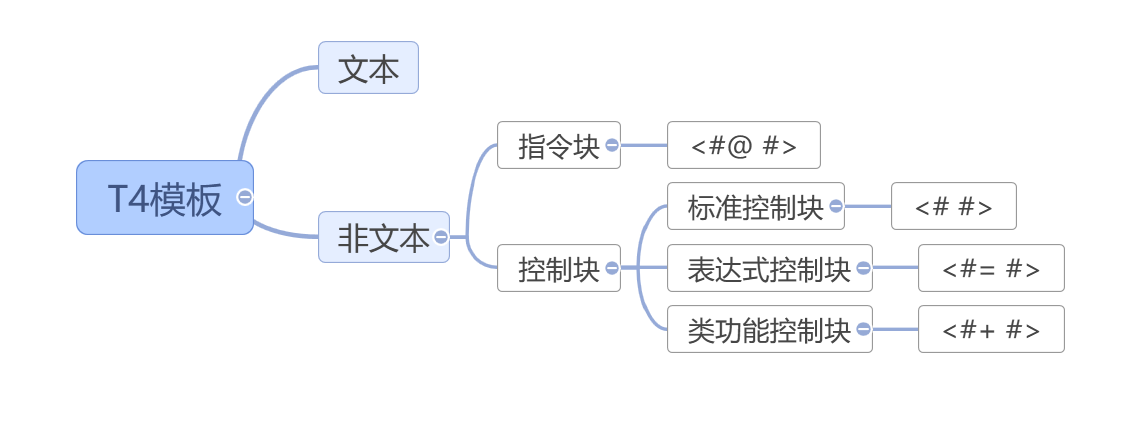 文本
指令块
<#@ #>
T4模板
标准控制块
<# #>
非文本
控制块
表达式控制块
<#= #>
类功能控制块
<#+ #>